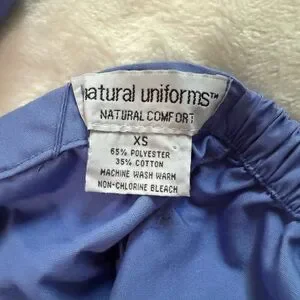 natural uniforms™
NATURAL COMFORT
XS
65% POLYESTER
35% COTTON
MACHINE WASH WARM
NON-CHLORINE BLEACH